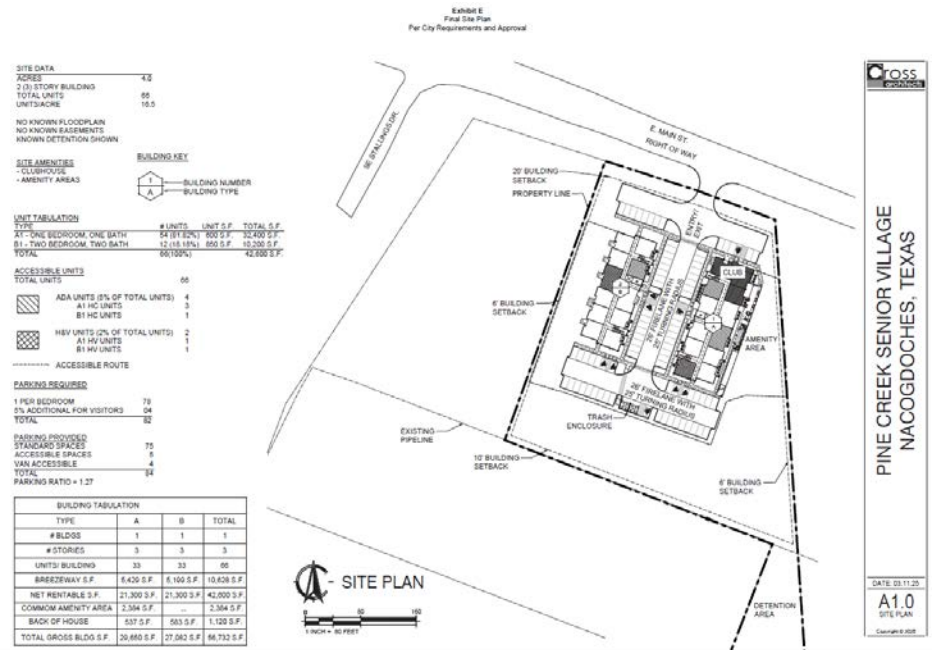 Exhibit E
Final Site Plan
Per City Requirements and Approval
SITE DATA
ACRES 4.0
2 (3) STORY BUILDING
TOTAL UNITS 66
UNITS/ACRE 16.5
NO KNOWN FLOODPLAIN
NO KNOWN EASEMENTS
KNOWN DETENTION SHOWN
SITE AMENITIES
- CLUBHOUSE
- AMENITY AREAS
BUILDING KEY
1
A
BUILDING NUMBER
BUILDING TYPE
UNIT TABULATION
TYPE # UNITS UNIT S.F. TOTAL S.F.
A1 - ONE BEDROOM, ONE BATH 54 (81.82%) 600 S.F. 32,400 S.F.
B1 - TWO BEDROOM, TWO BATH 12 (18.18%) 850 S.F. 10,200 S.F.
TOTAL 66(100%) 42,600 S.F.
ACCESSIBLE UNITS
TOTAL UNITS 66
ADA UNITS (5% OF TOTAL UNITS) 4
A1 HC UNITS 3
B1 HC UNITS 1
H&V UNITS (2% OF TOTAL UNITS) 2
A1 HV UNITS 1
B1 HV UNITS 1
ACCESSIBLE ROUTE
PARKING REQUIRED
1 PER BEDROOM 78
5% ADDITIONAL FOR VISITORS 04
TOTAL 82
PARKING PROVIDED
STANDARD SPACES 75
ACCESSIBLE SPACES
VAN ACCESSIBLE 4
TOTAL 84
PARKING RATIO = 1.27
BUILDING TABULATION
TYPE A B TOTAL
# BLDGS 1 1 1
# STORIES 3 3 3
UNITS/ BUILDING 33 33 66
BREEZEWAY S.F.
NET RENTABLE S.F. 21,300 S.F. 21,300 S.F. 42,600 S.F.
COMMOM AMENITY AREA 2,384 S.F. -- 2,384 S.F.
BACK OF HOUSE 537 S.F. 583 S.F. 1,120 S.F.
TOTAL GROSS BLDG S.F. 29,650 S.F. 27,082 S.F. 56,732 S.F.
SE STALLINGS DR.
E. MAIN ST.
RIGHT OF WAY
20' BUILDING
SETBACK
PROPERTY LINE
ENTRY/
EXIT
CLUB
6' BUILDING
SETBACK
26' FIRELANE WITH
25' TURNING RADIUS
AMENITY
AREA
26' FIRELANE WITH
25' TURNING RADIUS
TRASH
ENCLOSURE
EXISTING
PIPELINE
10' BUILDING
SETBACK
6' BUILDING
SETBACK
DETENTION
AREA
- SITE PLAN
0 80 160
1 INCH = 80 FEET
Cross
architects
PINE CREEK SENIOR VILLAGE
NACOGDOCHES, TEXAS
DATE: 03.11.25
A1.0
SITE PLAN
Copyright © 2025